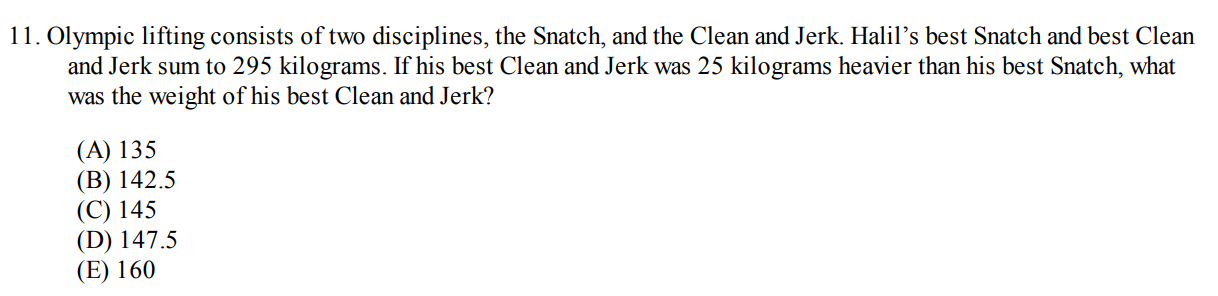 11. Olympic lifting consists of two disciplines, the Snatch, and the Clean and Jerk. Halil’s best Snatch and best Clean
and Jerk sum to 295 kilograms. If his best Clean and Jerk was 25 kilograms heavier than his best Snatch, what
was the weight of his best Clean and Jerk?
(A) 135
(B) 142.5
(C) 145
(D) 147.5
(E) 160